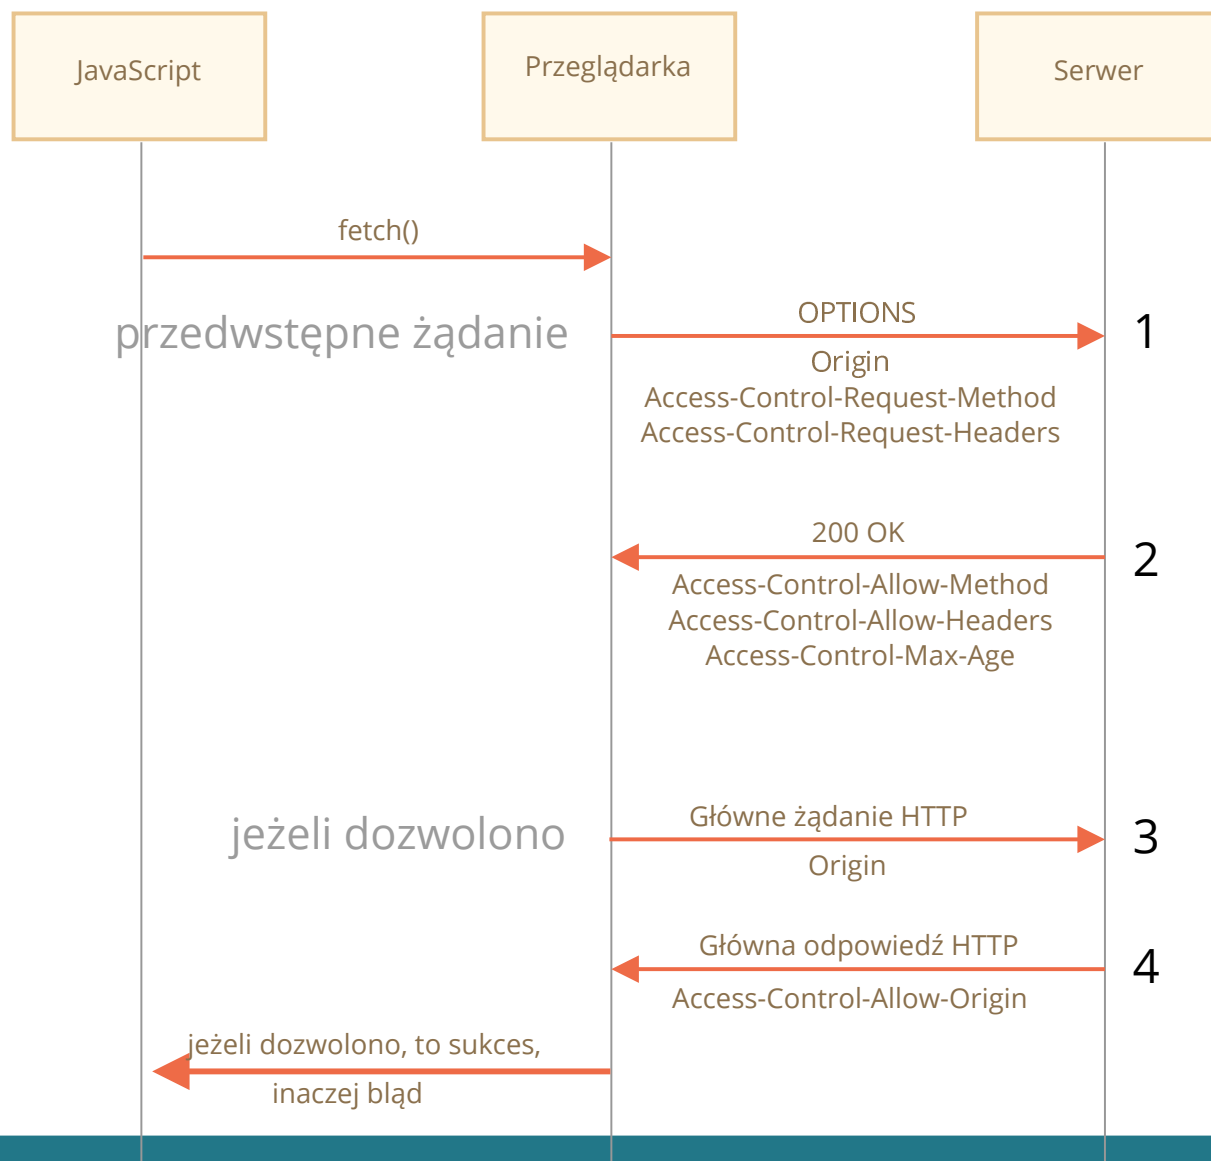 JavaScript
Przeglądarka
Serwer
fetch()
przedwstępne żądanie
OPTIONS
1
Origin
Access-Control-Request-Method
Access-Control-Request-Headers
200 OK
2
Access-Control-Allow-Method
Access-Control-Allow-Headers
Access-Control-Max-Age
jeżeli dozwolono
Główne żądanie HTTP
3
Origin
Główna odpowiedź HTTP
4
Access-Control-Allow-Origin
jeżeli dozwolono, to sukces,
inaczej błąd